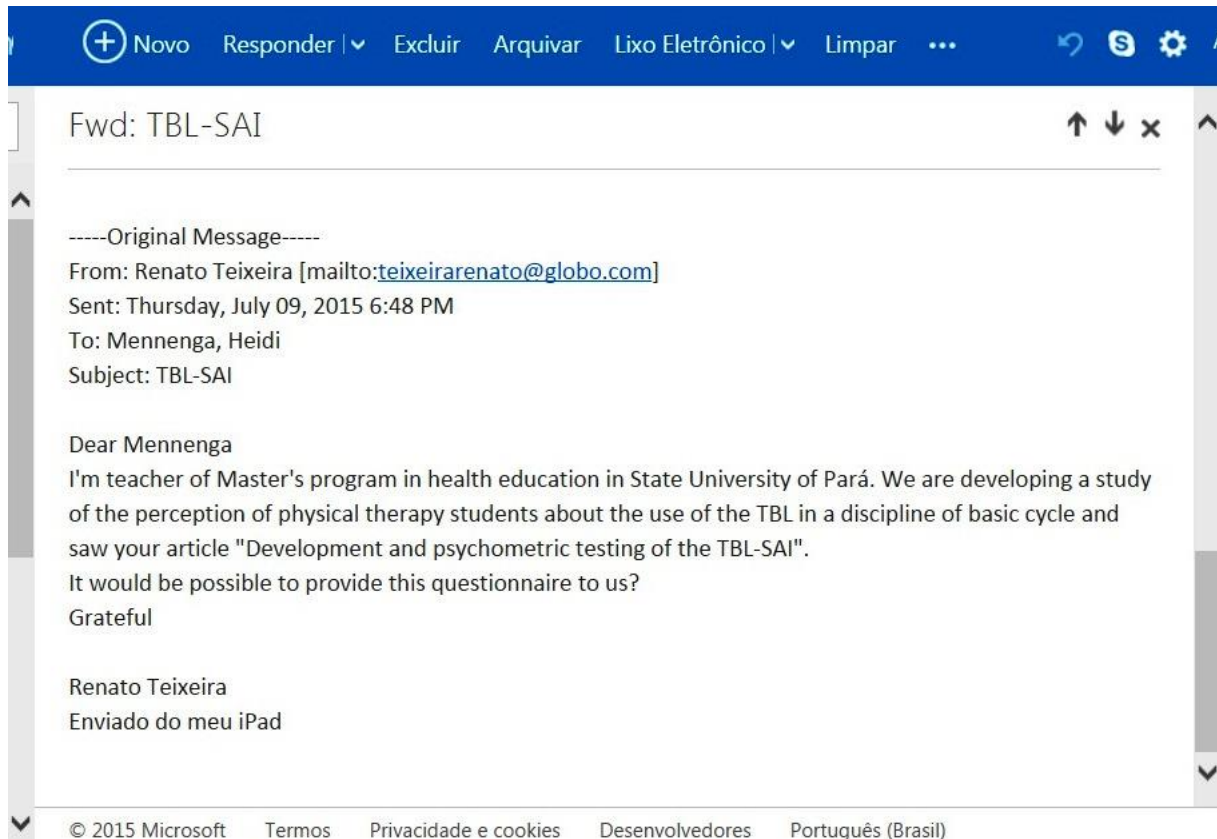 Novo Responder Excluir Arquivar Lixo Eletrônico Limpar •••
Fwd: TBL-SAI
-----Original Message-----
From: Renato Teixeira [mailto:teixeirarenato@globo.com]
Sent: Thursday, July 09, 2015 6:48 PM
To: Mennenga, Heidi
Subject: TBL-SAI
Dear Mennenga
I'm teacher of Master's program in health education in State University of Pará. We are developing a study
of the perception of physical therapy students about the use of the TBL in a discipline of basic cycle and
saw your article "Development and psychometric testing of the TBL-SAI".
It would be possible to provide this questionnaire to us?
Grateful
Renato Teixeira
Enviado do meu iPad
© 2015 Microsoft Termos Privacidade e cookies Desenvolvedores Português (Brasil)